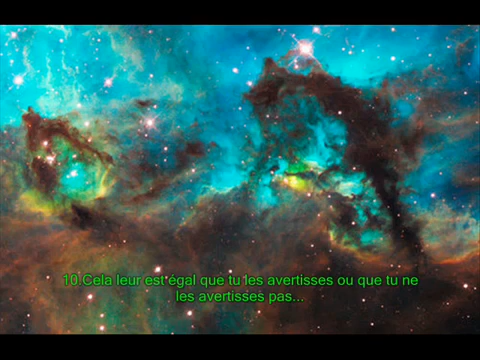 10.Cela leur est égal que tu les avertisses ou que tu ne
les avertisses pas...